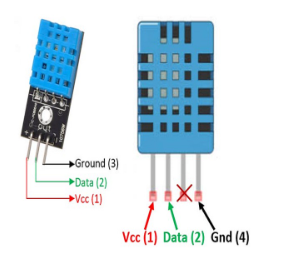 Ground (3)
Data (2)
Vcc (1)
Vcc (1) Data (2) Gnd (4)